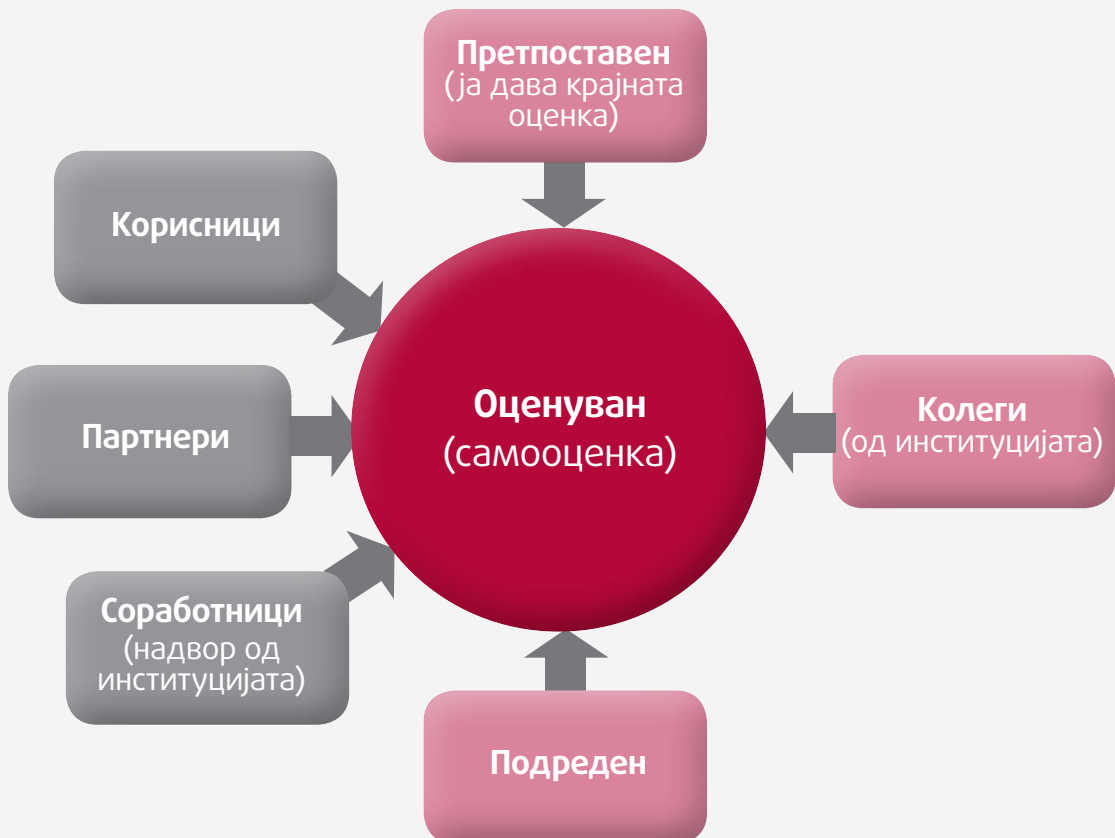 Претпоставен
(ја дава крајната
оценка)
Корисници
Партнери
Оценуван
(самооценка)
Колеги
(од институцијата)
Соработници
(надвор од
институцијата)
Подреден